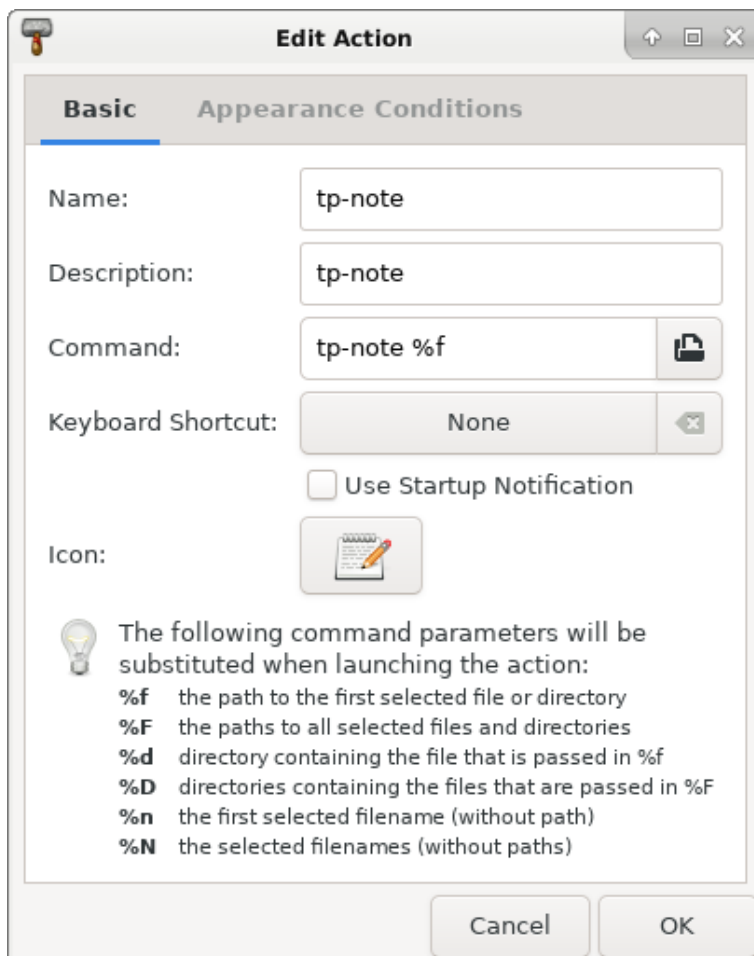 Edit Action
Basic Appearance Conditions
Name: tp-note
Description: tp-note
Command: tp-note %f
Keyboard Shortcut: None
Use Startup Notification
Icon:
The following command parameters will be
substituted when launching the action:
%f the path to the first selected file or directory
%F the paths to all selected files and directories
%d directory containing the file that is passed in %f
%D directories containing the files that are passed in %F
%n the first selected filename (without path)
%N the selected filenames (without paths)
Cancel OK